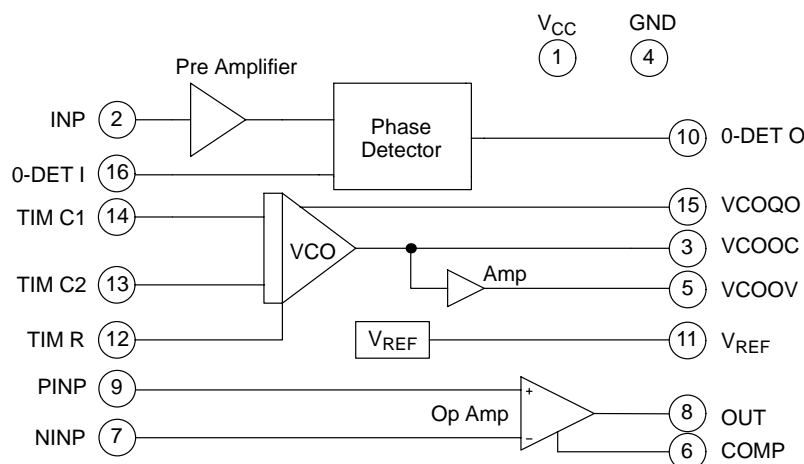 VCC
GND
1
4
Pre Amplifier
INP 2
Phase
Detector
10 0-DET O
0-DET I 16
TIM C1 14
15 VCOQO
VCO
3 VCOOC
TIM C2 13
Amp
5 VCOOV
TIM R 12
VREF
11 VREF
PINP 9
+
Op Amp
8 OUT
NINP 7
−
6 COMP